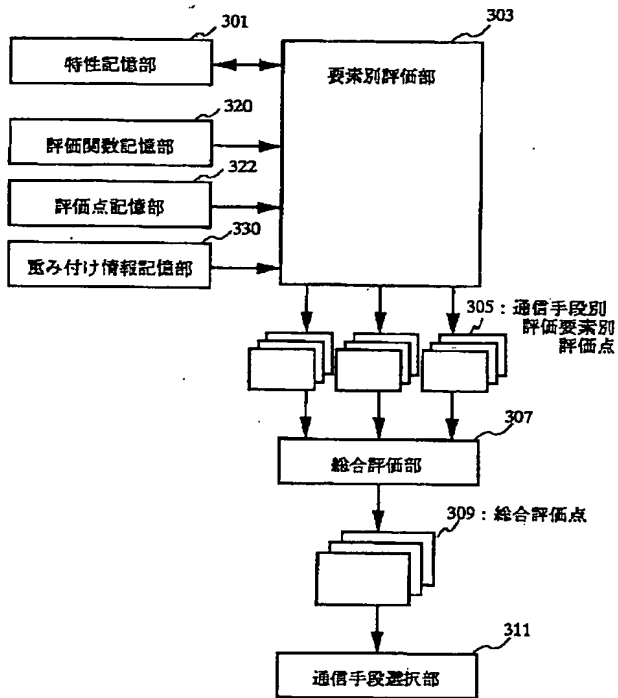 301
特性記憶部
303
要素別評価部
320
評価関数記憶部
322
評価点記憶部
330
重み付け情報記憶部
305：通信手段別
評価要素別
評価点
307
総合評価部
309：総合評価点
311
通信手段選択部